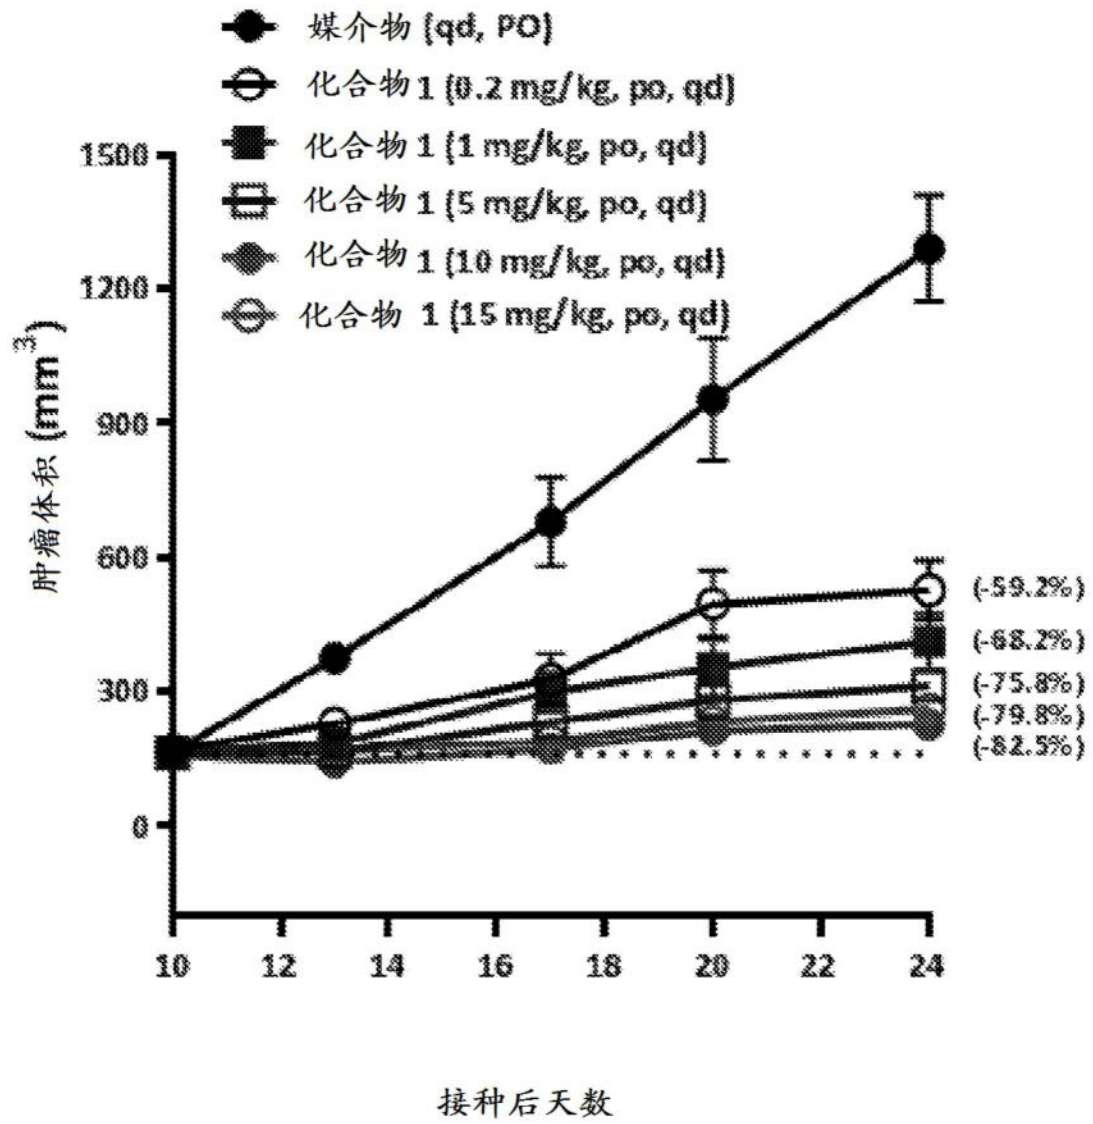 媒介物 (qd, PO)
化合物 1 (0.2 mg/kg, po, qd)
化合物 1 (1 mg/kg, po, qd)
化合物 1 (5 mg/kg, po, qd)
化合物 1 (10 mg/kg, po, qd)
化合物 1 (15 mg/kg, po, qd)
肿瘤体积 (mm³)
1500
1200
900
600
300
0
(-59.2%)
(-68.2%)
(-75.8%)
(-79.8%)
(-82.5%)
10 12 14 16 18 20 22 24
接种后天数